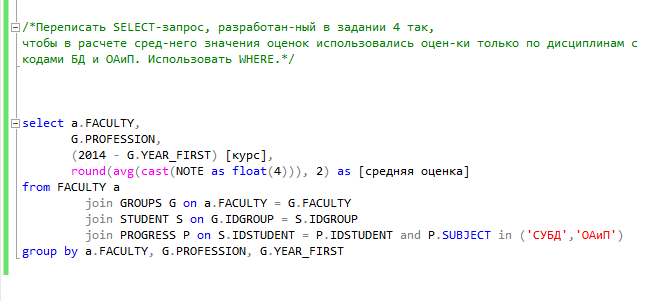 /*Переписать SELECT-запрос, разработан-ный в задании 4 так,
чтобы в расчете сред-него значения оценок использовались оцен-ки только по дисциплинам с
кодами БД и ОАиП. Использовать WHERE.*/
select a.FACULTY,
G.PROFESSION,
(2014 - G.YEAR_FIRST) [курс],
round(avg(cast(NOTE as float(4))), 2) as [средняя оценка]
from FACULTY a
join GROUPS G on a.FACULTY = G.FACULTY
join STUDENT S on G.IDGROUP = S.IDGROUP
join PROGRESS P on S.IDSTUDENT = P.IDSTUDENT and P.SUBJECT in ('СУБД','ОАиП')
group by a.FACULTY, G.PROFESSION, G.YEAR_FIRST